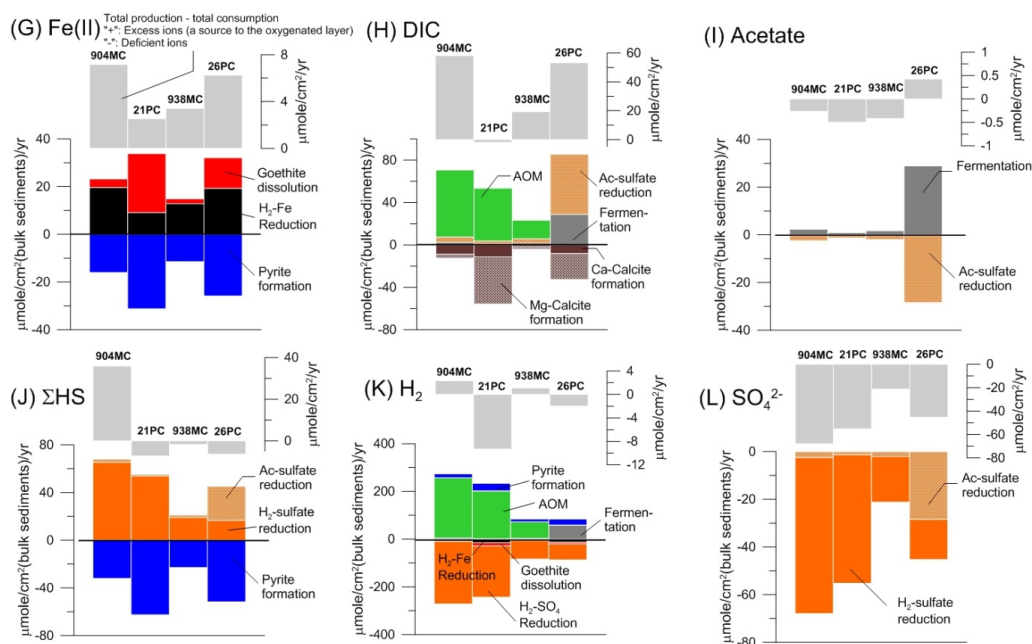 (G) Fe(II)
Total production - total consumption
"+": Excess ions (a source to the oxygenated layer)
"-": Deficient ions
904MC
21PC
938MC
26PC
8
4
0
µmole/cm²/yr
40
20
0
-20
-40
µmole/cm²(bulk sediments)/yr
Goethite
dissolution
H₂-Fe
Reduction
Pyrite
formation
(H) DIC
904MC
21PC
938MC
26PC
60
40
20
0
µmole/cm²/yr
80
40
0
-40
-80
µmole/cm²(bulk sediments)/yr
AOM
Ac-sulfate
reduction
Fermen-
tation
Ca-Calcite
formation
Mg-Calcite
formation
(I) Acetate
904MC
21PC
938MC
26PC
1
0.5
0
-0.5
-1
µmole/cm²/yr
40
20
0
-20
-40
µmole/cm²(bulk sediments)/yr
Fermentation
Ac-sulfate
reduction
(J) ΣHS
904MC
21PC
938MC
26PC
40
20
0
µmole/cm²/yr
80
40
0
-40
-80
µmole/cm²(bulk sediments)/yr
Ac-sulfate
reduction
H₂-sulfate
reduction
Pyrite
formation
(K) H₂
904MC
21PC
938MC
26PC
4
0
-4
-8
-12
µmole/cm²/yr
400
200
0
-200
-400
µmole/cm²(bulk sediments)/yr
Pyrite
formation
AOM
Fermen-
tation
H₂-Fe
Reduction
Goethite
dissolution
H₂-SO₄
Reduction
(L) SO₄²⁻
904MC
21PC
938MC
26PC
0
-20
-40
-60
-80
µmole/cm²/yr
0
-20
-40
-60
-80
µmole/cm²(bulk sediments)/yr
Ac-sulfate
reduction
H₂-sulfate
reduction